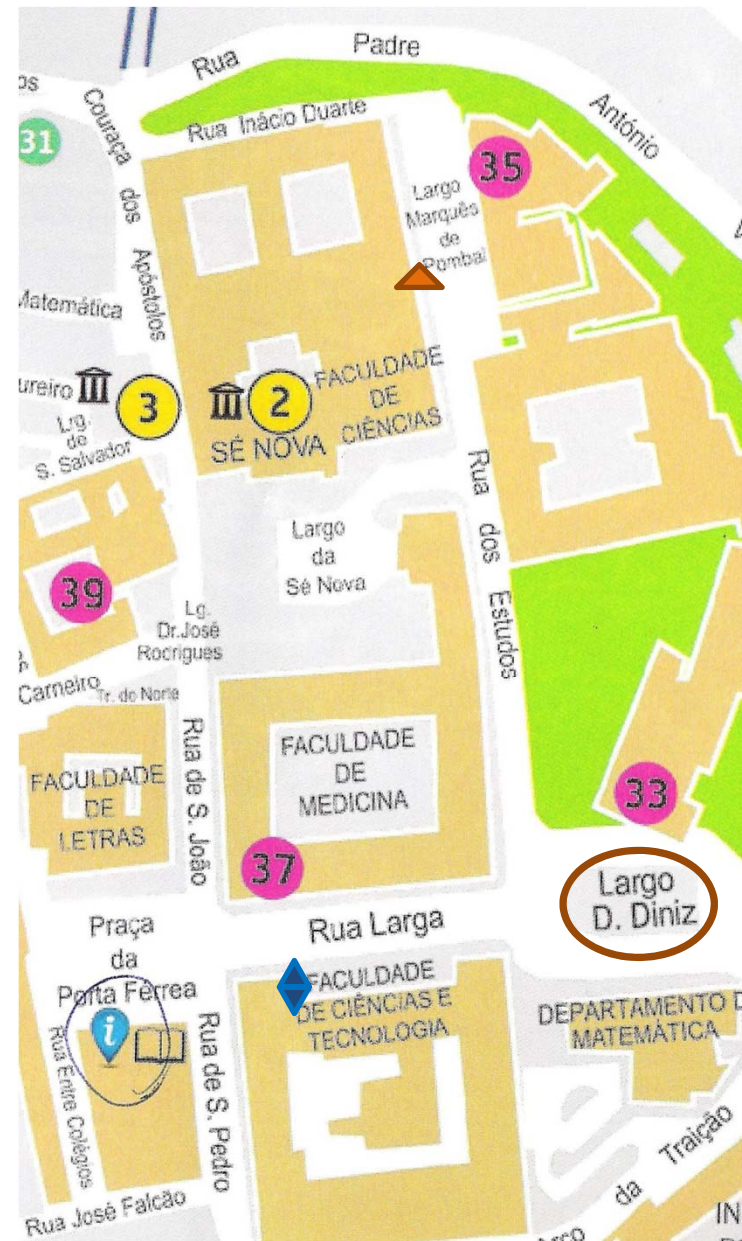 Rua
Padre
António
Rua Inácio Duarte
Couraça
dos
Apóstolos
31
35
Largo
Marquês
de
Pombal
Matemática
3
2
FACULDADE
DE
CIÊNCIAS
SÉ NOVA
Lrg.
de
S. Salvador
Largo
da
Sé Nova
Rua
dos
Estudos
39
Lg.
Dr.José
Rodrigues
Carneiro
Tr. do Norte
FACULDADE
DE
LETRAS
Rua de S. João
FACULDADE
DE
MEDICINA
33
37
Largo
D. Diniz
Rua Larga
Praça
da
Porta Férrea
i
Rua Entre Colégios
Rua de S. Pedro
FACULDADE
DE CIÊNCIAS E
TECNOLOGIA
DEPARTAMENTO D
MATEMÁTICA
Rua José Falcão
da
Traição
Arco
IN